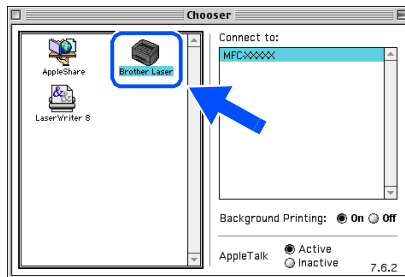 Chooser
AppleShare
Brother Laser
LaserWriter 8
Connect to:
MFC-XXXXX
Background Printing: On Off
AppleTalk
Active
Inactive
7.6.2